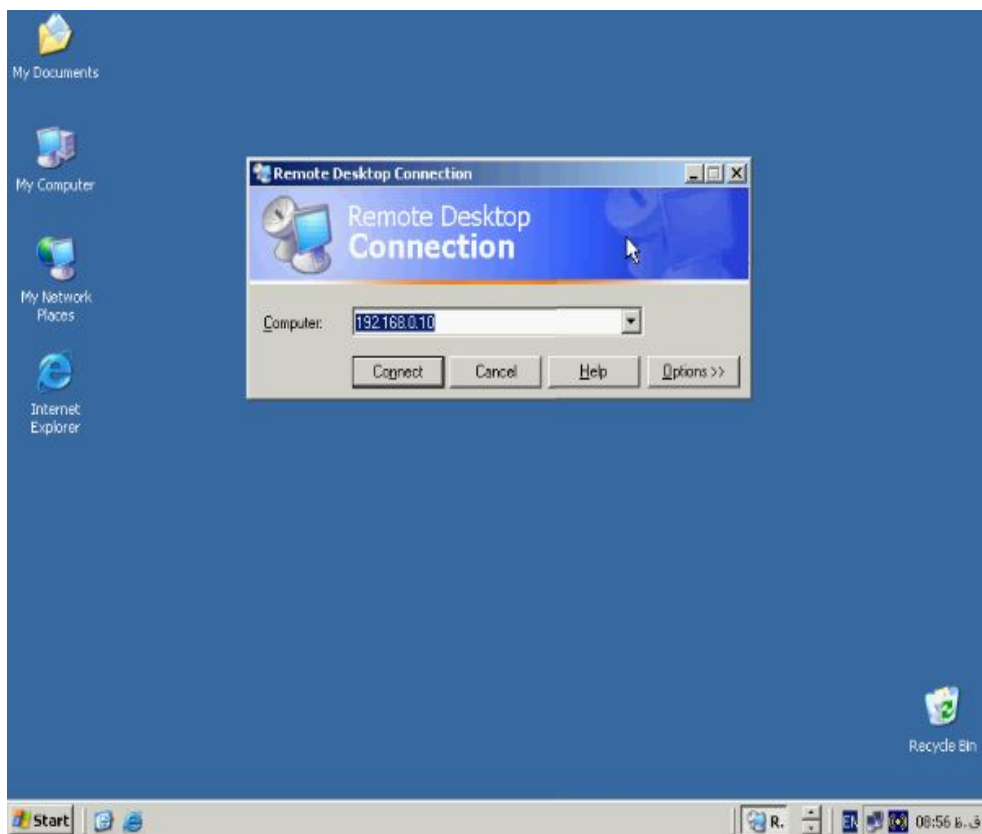 My Documents
My Computer
My Network
Places
Internet
Explorer
Remote Desktop Connection
Remote Desktop
Connection
Computer:
192.168.0.10
Connect
Cancel
Help
Options >>
Recycle Bin
Start
R.
EN
08:56 ق.ظ